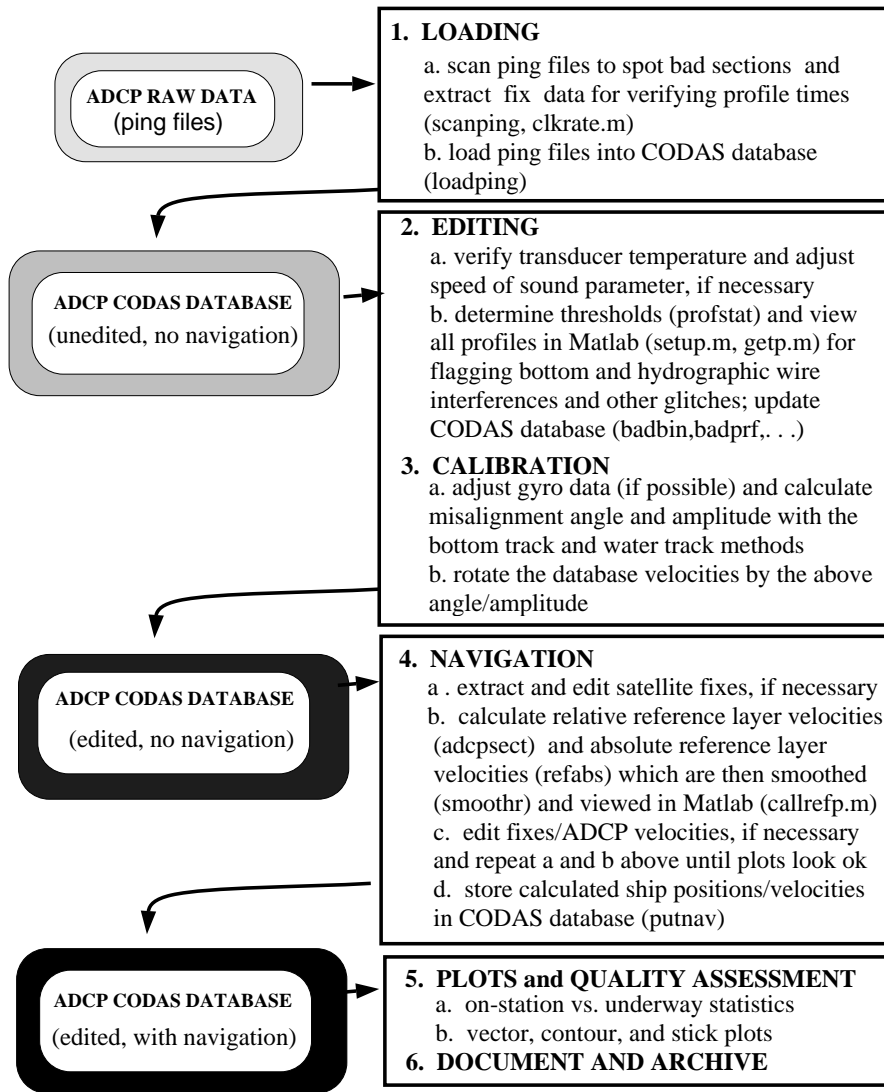 ADCP RAW DATA
(ping files)
1. LOADING
a. scan ping files to spot bad sections and
extract fix data for verifying profile times
(scanping, clkrate.m)
b. load ping files into CODAS database
(loadping)
ADCP CODAS DATABASE
(unedited, no navigation)
2. EDITING
a. verify transducer temperature and adjust
speed of sound parameter, if necessary
b. determine thresholds (profstat) and view
all profiles in Matlab (setup.m, getp.m) for
flagging bottom and hydrographic wire
interferences and other glitches; update
CODAS database (badbin,badprf,. . .)
3. CALIBRATION
a. adjust gyro data (if possible) and calculate
misalignment angle and amplitude with the
bottom track and water track methods
b. rotate the database velocities by the above
angle/amplitude
ADCP CODAS DATABASE
(edited, no navigation)
4. NAVIGATION
a . extract and edit satellite fixes, if necessary
b. calculate relative reference layer velocities
(adcpsect) and absolute reference layer
velocities (refabs) which are then smoothed
(smoothr) and viewed in Matlab (callrefp.m)
c. edit fixes/ADCP velocities, if necessary
and repeat a and b above until plots look ok
d. store calculated ship positions/velocities
in CODAS database (putnav)
ADCP CODAS DATABASE
(edited, with navigation)
5. PLOTS and QUALITY ASSESSMENT
a. on-station vs. underway statistics
b. vector, contour, and stick plots
6. DOCUMENT AND ARCHIVE